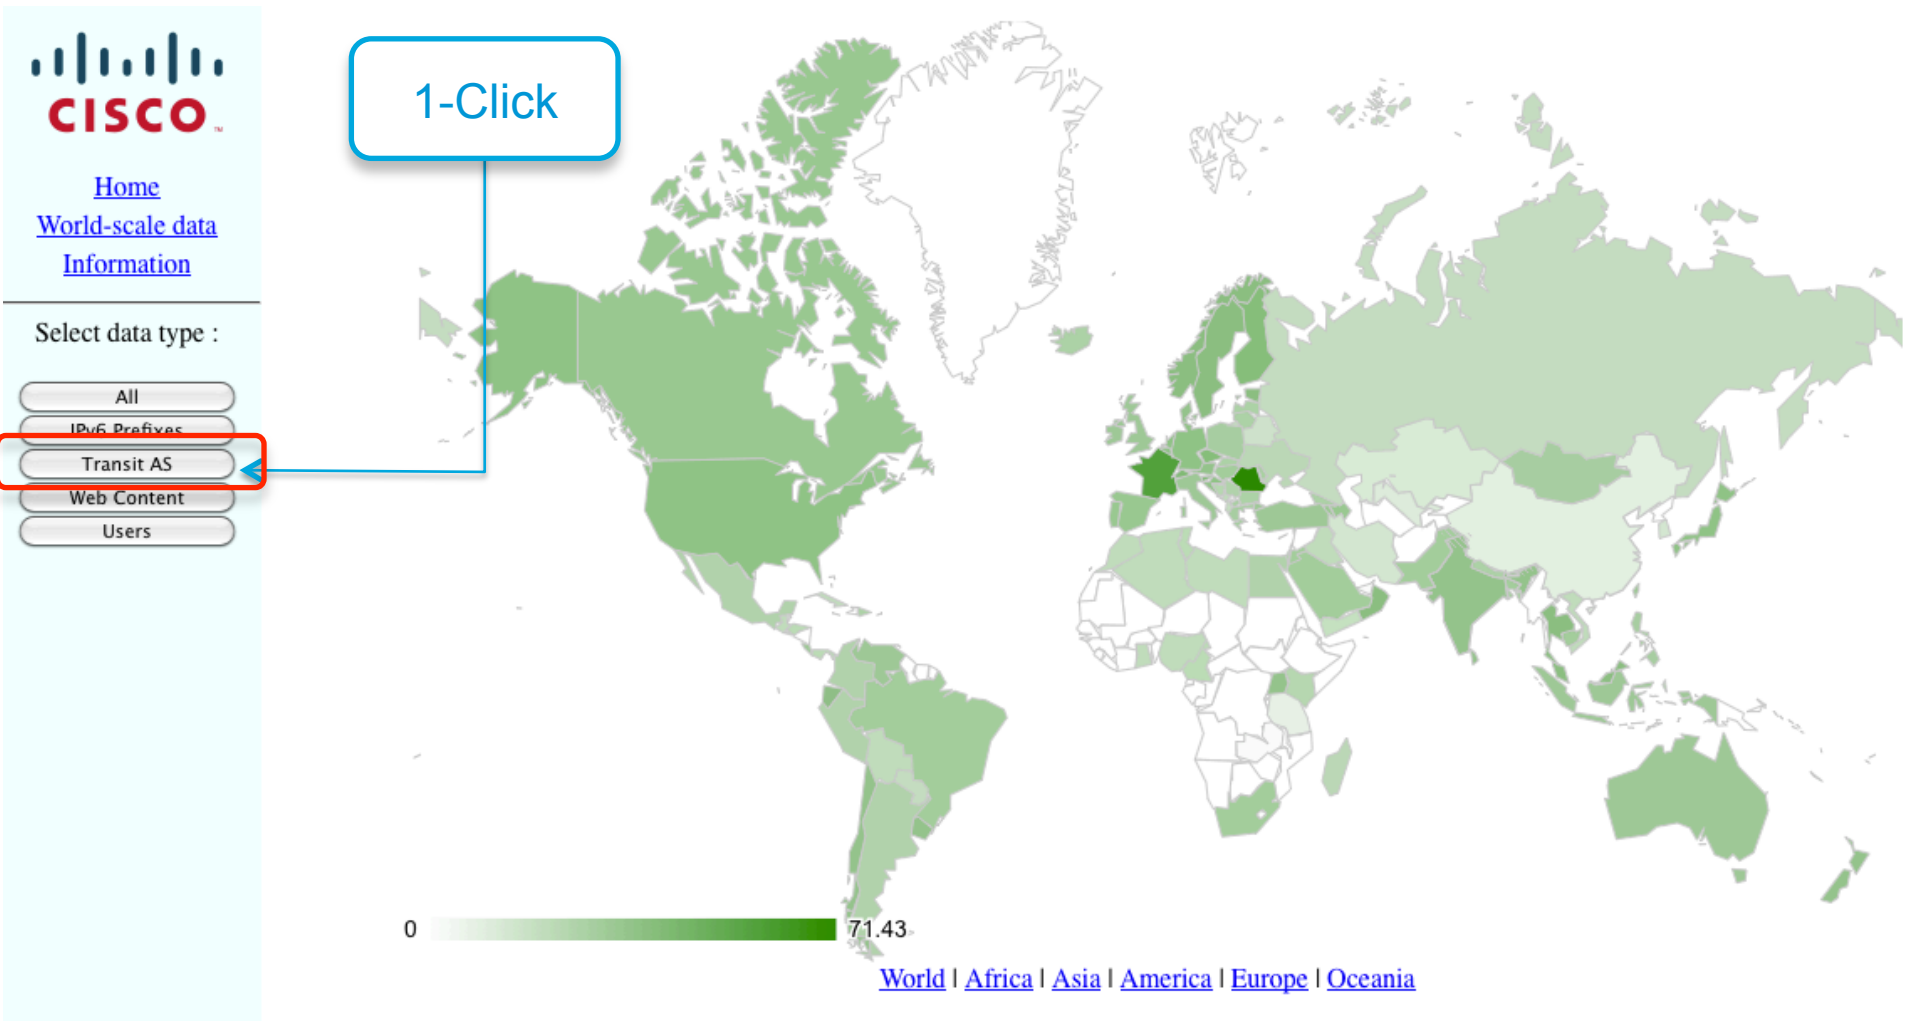 CISCO
TM
Home
World-scale data
Information
Select data type :
All
IPv6 Prefixes
Transit AS
Web Content
Users
1-Click
0
71.43
World | Africa | Asia | America | Europe | Oceania